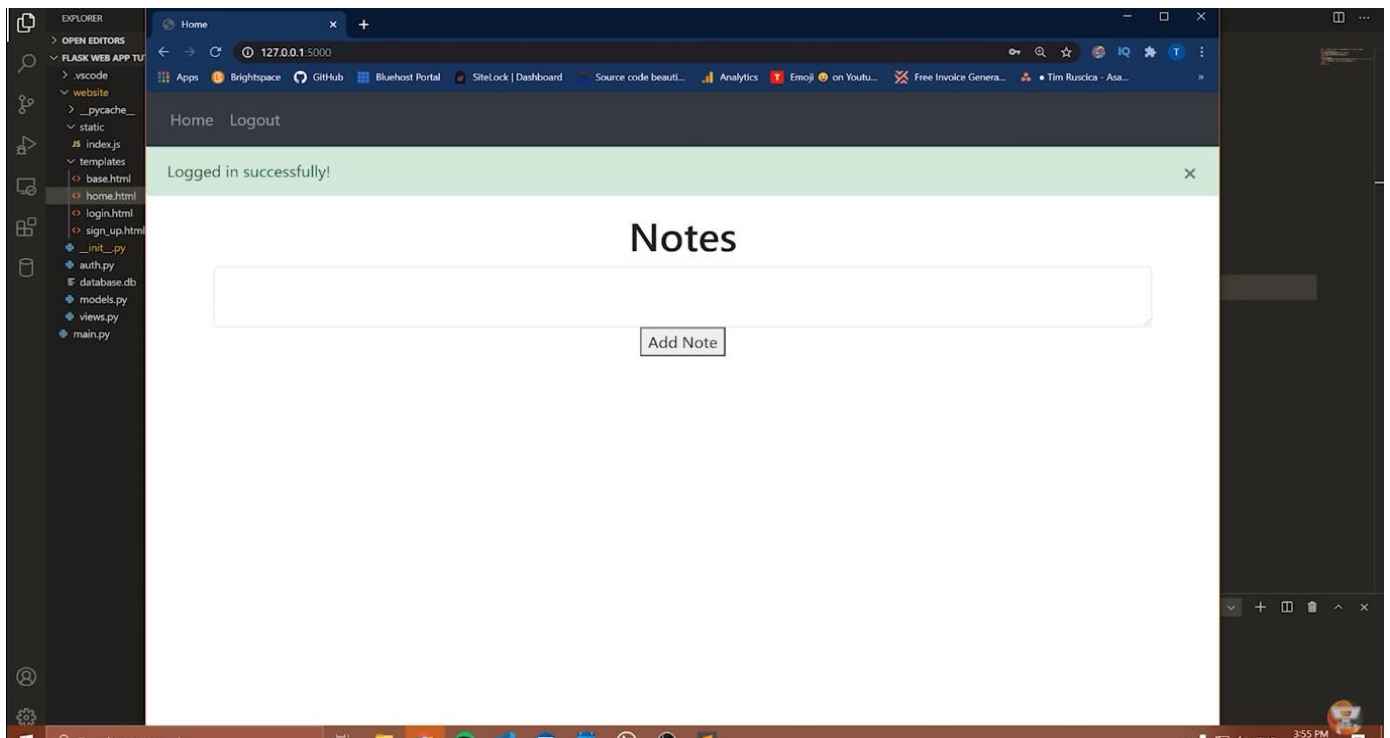 EXPLORER
> OPEN EDITORS
FLASK WEB APP TU
> .vscode
website
> __pycache__
static
JS index.js
templates
<> base.html
<> home.html
<> login.html
<> sign_up.html
__init__.py
auth.py
database.db
models.py
views.py
main.py
Home
127.0.0.1:5000
IQ
T
Apps Brightspace GitHub Bluehost Portal SiteLock | Dashboard Source code beauti... Analytics Emoji 😀 on Youtu... Free Invoice Genera... • Tim Ruscica - Asa... »
Home Logout
Logged in successfully! ×
Notes
Add Note
3:55 PM